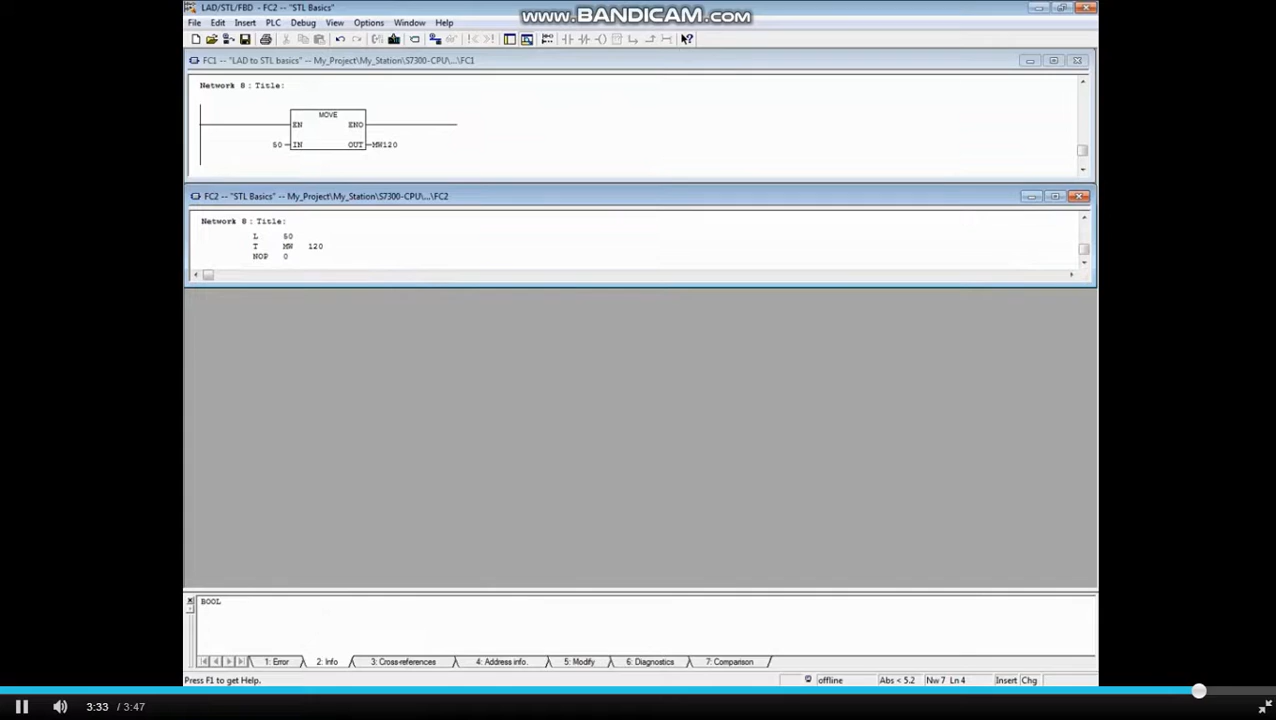 LAD/STL/FBD - FC2 -- "STL Basics"
www.BANDICAM.com
File Edit Insert PLC Debug View Options Window Help
FC1 -- "LAD to STL basics" -- My_Project\My_Station\S7300-CPU\...\FC1
Network 8 : Title:
MOVE
EN ENO
50 IN OUT MW120
FC2 -- "STL Basics" -- My_Project\My_Station\S7300-CPU\...\FC2
Network 8 : Title:
L 50
T MW 120
NOP 0
BOOL
1: Error 2: Info 3: Cross-references 4: Address info. 5: Modify 6: Diagnostics 7: Comparison
Press F1 to get Help. offline Abs < 5.2 Nw 7 Ln 4 Insert Chg
3:33 / 3:47